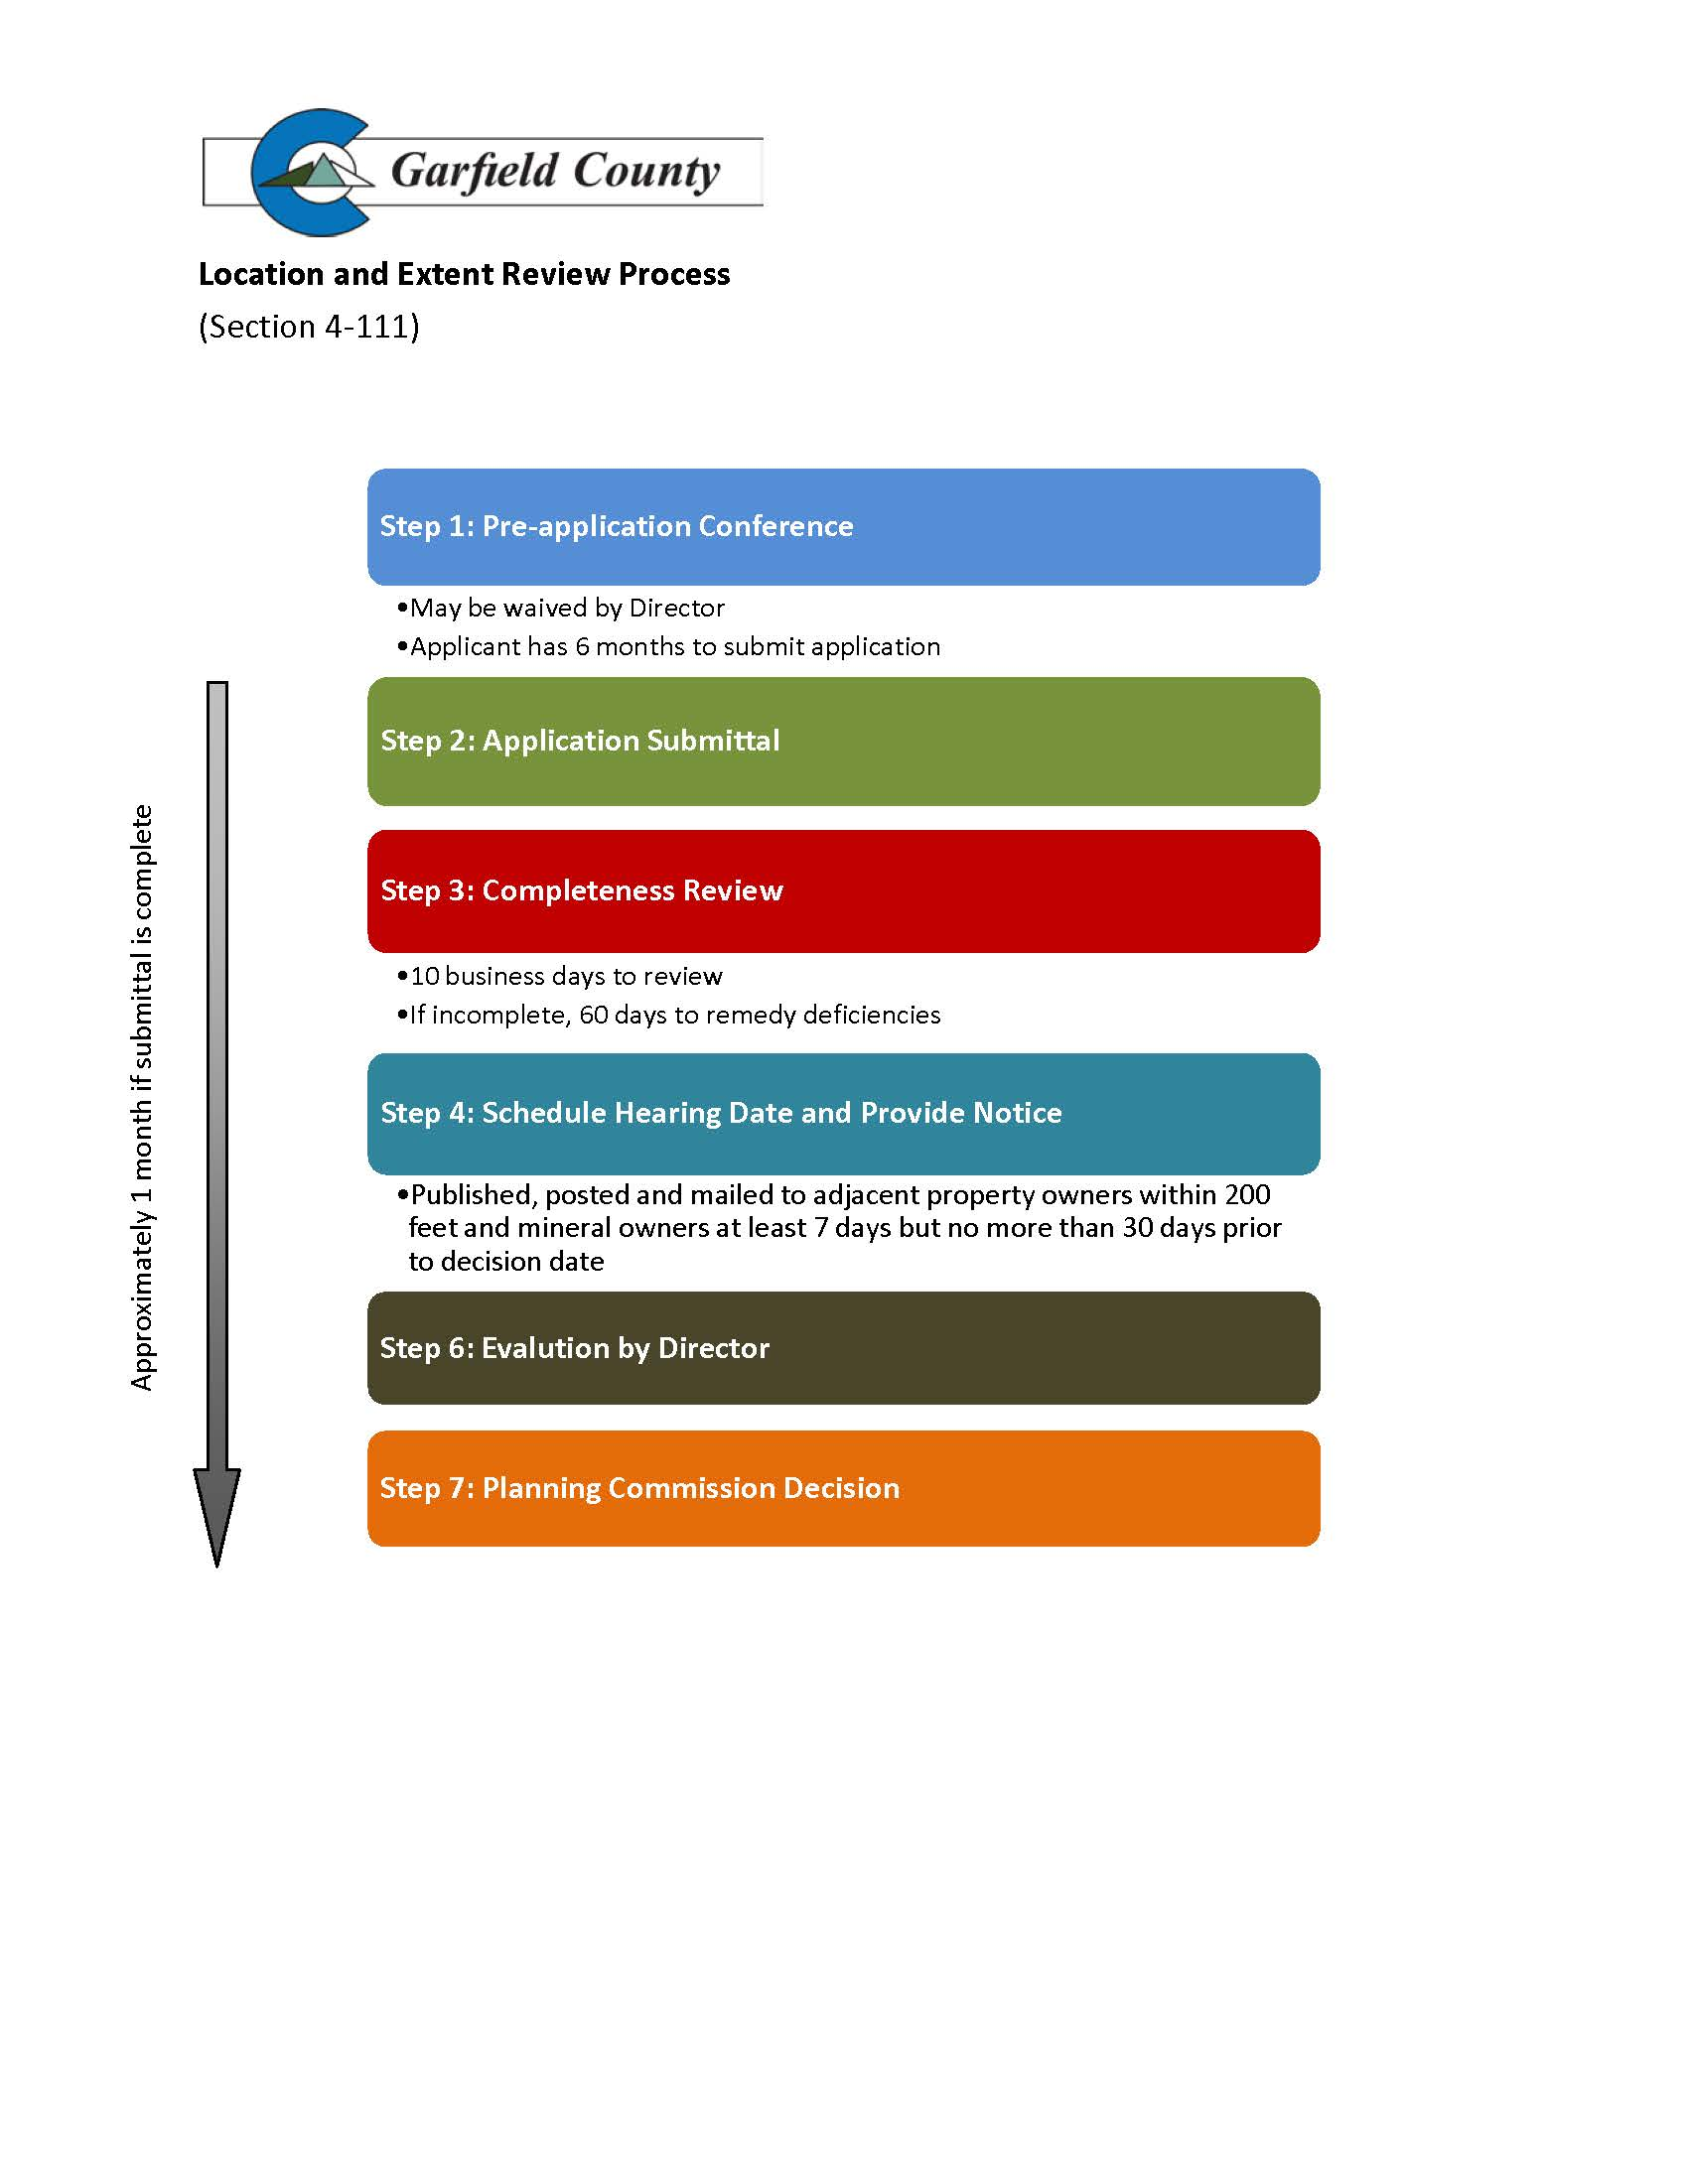 Garfield County
Location and Extent Review Process
(Section 4-111)
Step 1: Pre-application Conference
•May be waived by Director
•Applicant has 6 months to submit application
Step 2: Application Submittal
Step 3: Completeness Review
•10 business days to review
•If incomplete, 60 days to remedy deficiencies
Step 4: Schedule Hearing Date and Provide Notice
•Published, posted and mailed to adjacent property owners within 200
feet and mineral owners at least 7 days but no more than 30 days prior
to decision date
Step 6: Evalution by Director
Step 7: Planning Commission Decision
Approximately 1 month if submittal is complete